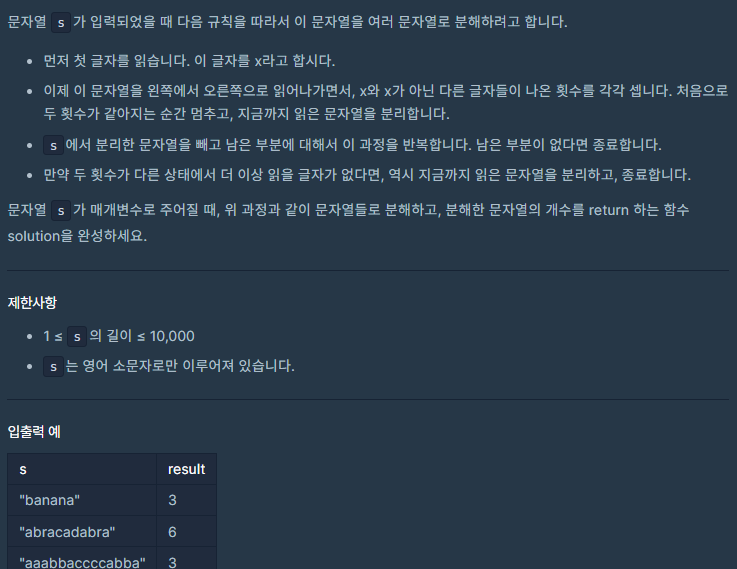 문자열 s 가 입력되었을 때 다음 규칙을 따라서 이 문자열을 여러 문자열로 분해하려고 합니다.
• 먼저 첫 글자를 읽습니다. 이 글자를 x라고 합시다.
• 이제 이 문자열을 왼쪽에서 오른쪽으로 읽어나가면서, x와 x가 아닌 다른 글자들이 나온 횟수를 각각 셉니다. 처음으로
두 횟수가 같아지는 순간 멈추고, 지금까지 읽은 문자열을 분리합니다.
• s 에서 분리한 문자열을 빼고 남은 부분에 대해서 이 과정을 반복합니다. 남은 부분이 없다면 종료합니다.
• 만약 두 횟수가 다른 상태에서 더 이상 읽을 글자가 없다면, 역시 지금까지 읽은 문자열을 분리하고, 종료합니다.
문자열 s 가 매개변수로 주어질 때, 위 과정과 같이 문자열들로 분해하고, 분해한 문자열의 개수를 return 하는 함수
solution을 완성하세요.
제한사항
• 1 ≤ s 의 길이 ≤ 10,000
• s 는 영어 소문자로만 이루어져 있습니다.
입출력 예
s result
"banana" 3
"abracadabra" 6
"aaabbaccccabba" 3